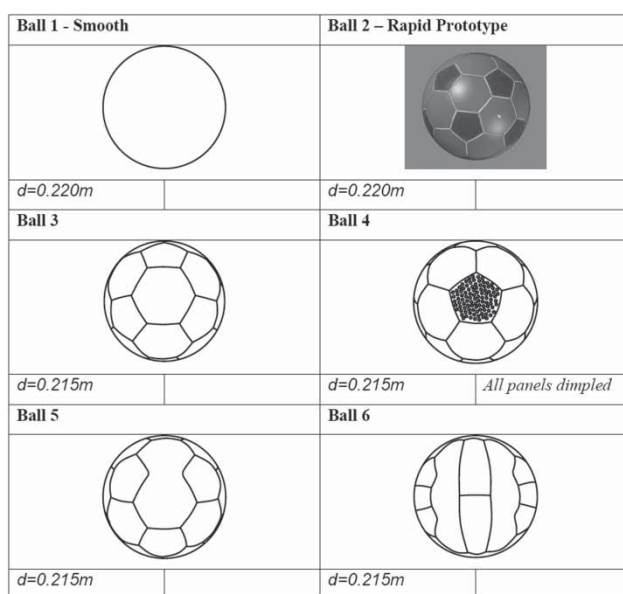 Ball 1 - Smooth
Ball 2 – Rapid Prototype
d=0.220m
d=0.220m
Ball 3
Ball 4
d=0.215m
d=0.215m
All panels dimpled
Ball 5
Ball 6
d=0.215m
d=0.215m